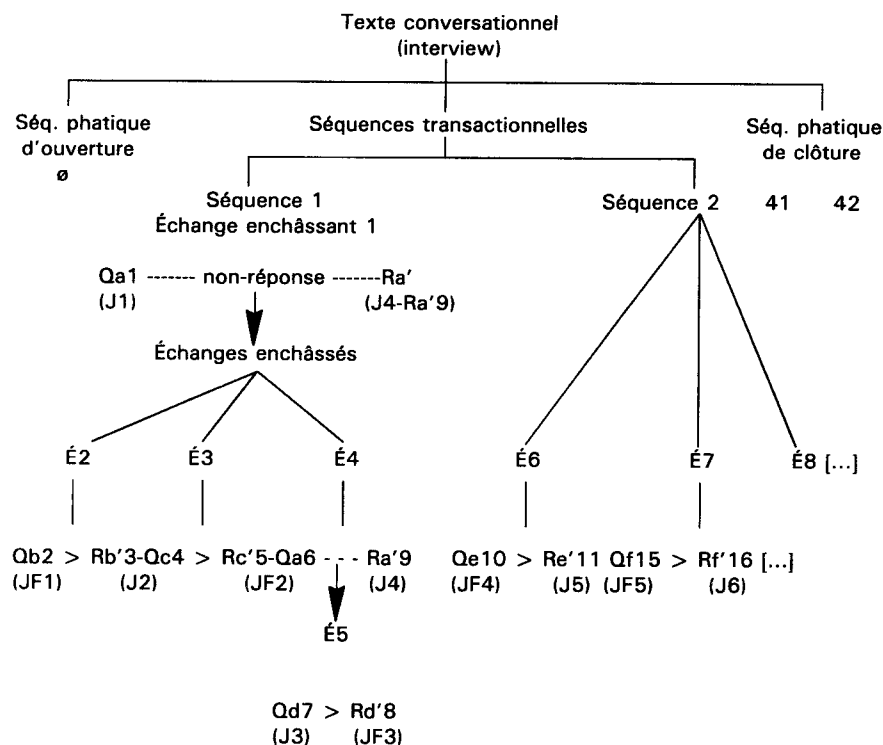 Texte conversationnel
(interview)
Séq. phatique
d'ouverture
ø
Séquences transactionnelles
Séq. phatique
de clôture
41 42
Séquence 1
Échange enchâssant 1
Séquence 2
Qa1 ------- non-réponse -------Ra'
(J1) (J4-Ra'9)
Échanges enchâssés
É2 É3 É4 É6 É7 É8 [...]
Qb2 > Rb'3-Qc4 > Rc'5-Qa6 - - - Ra'9 Qe10 > Re'11 Qf15 > Rf'16 [...]
(JF1) (J2) (JF2) (J4) (JF4) (J5) (JF5) (J6)
É5
Qd7 > Rd'8
(J3) (JF3)